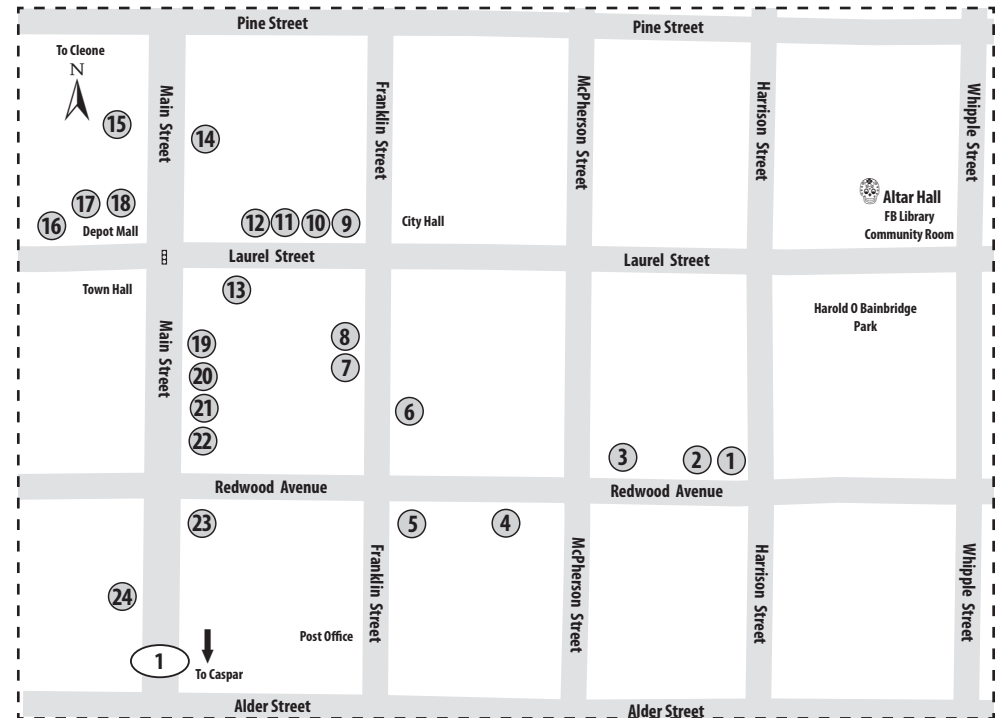 Pine Street
Pine Street
To Cleone
N
Main Street
Franklin Street
McPherson Street
Harrison Street
Whipple Street
15
14
17
18
16
Depot Mall
12
11
10
9
City Hall
Altar Hall
FB Library
Community Room
Laurel Street
Laurel Street
Town Hall
13
Harold O Bainbridge
Park
Main Street
19
8
20
7
21
6
22
3
2
1
Redwood Avenue
Redwood Avenue
23
5
4
Franklin Street
McPherson Street
Harrison Street
Whipple Street
24
Post Office
1
To Caspar
Alder Street
Alder Street